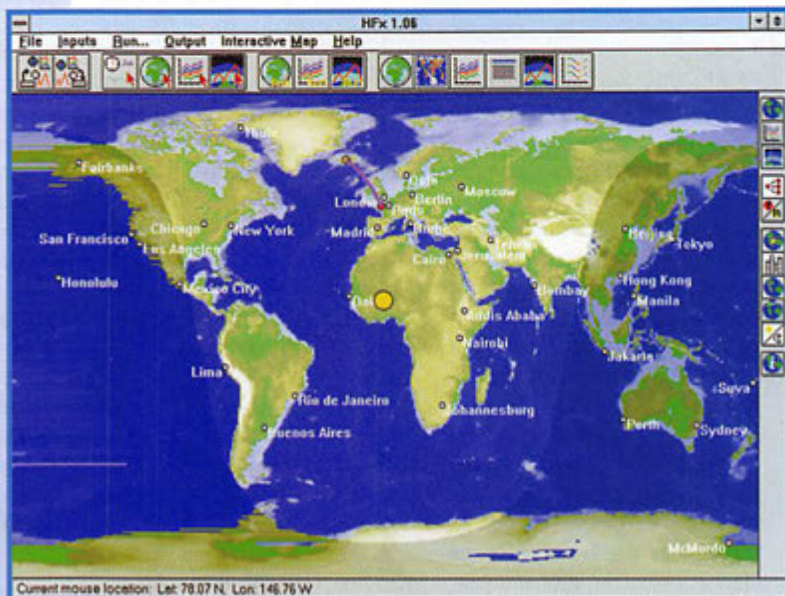 HFx 1.06
File Inputs Run... Output Interactive Map Help
Thule
Fairbanks
Oslo
Moscow
London
Berlin
Paris
Chicago
New York
Madrid
Rome
Beijing
San Francisco
Los Angeles
Tehran
Tokyo
Cairo
Jerusalem
Honolulu
Mexico City
Bombay
Hong Kong
Manila
Addis Ababa
Nairobi
Lima
Jakarta
Suva
Rio de Janeiro
Johannesburg
Buenos Aires
Perth
Sydney
McMurdo
Current mouse location: Lat: 78.07 N, Lon: 146.76 W